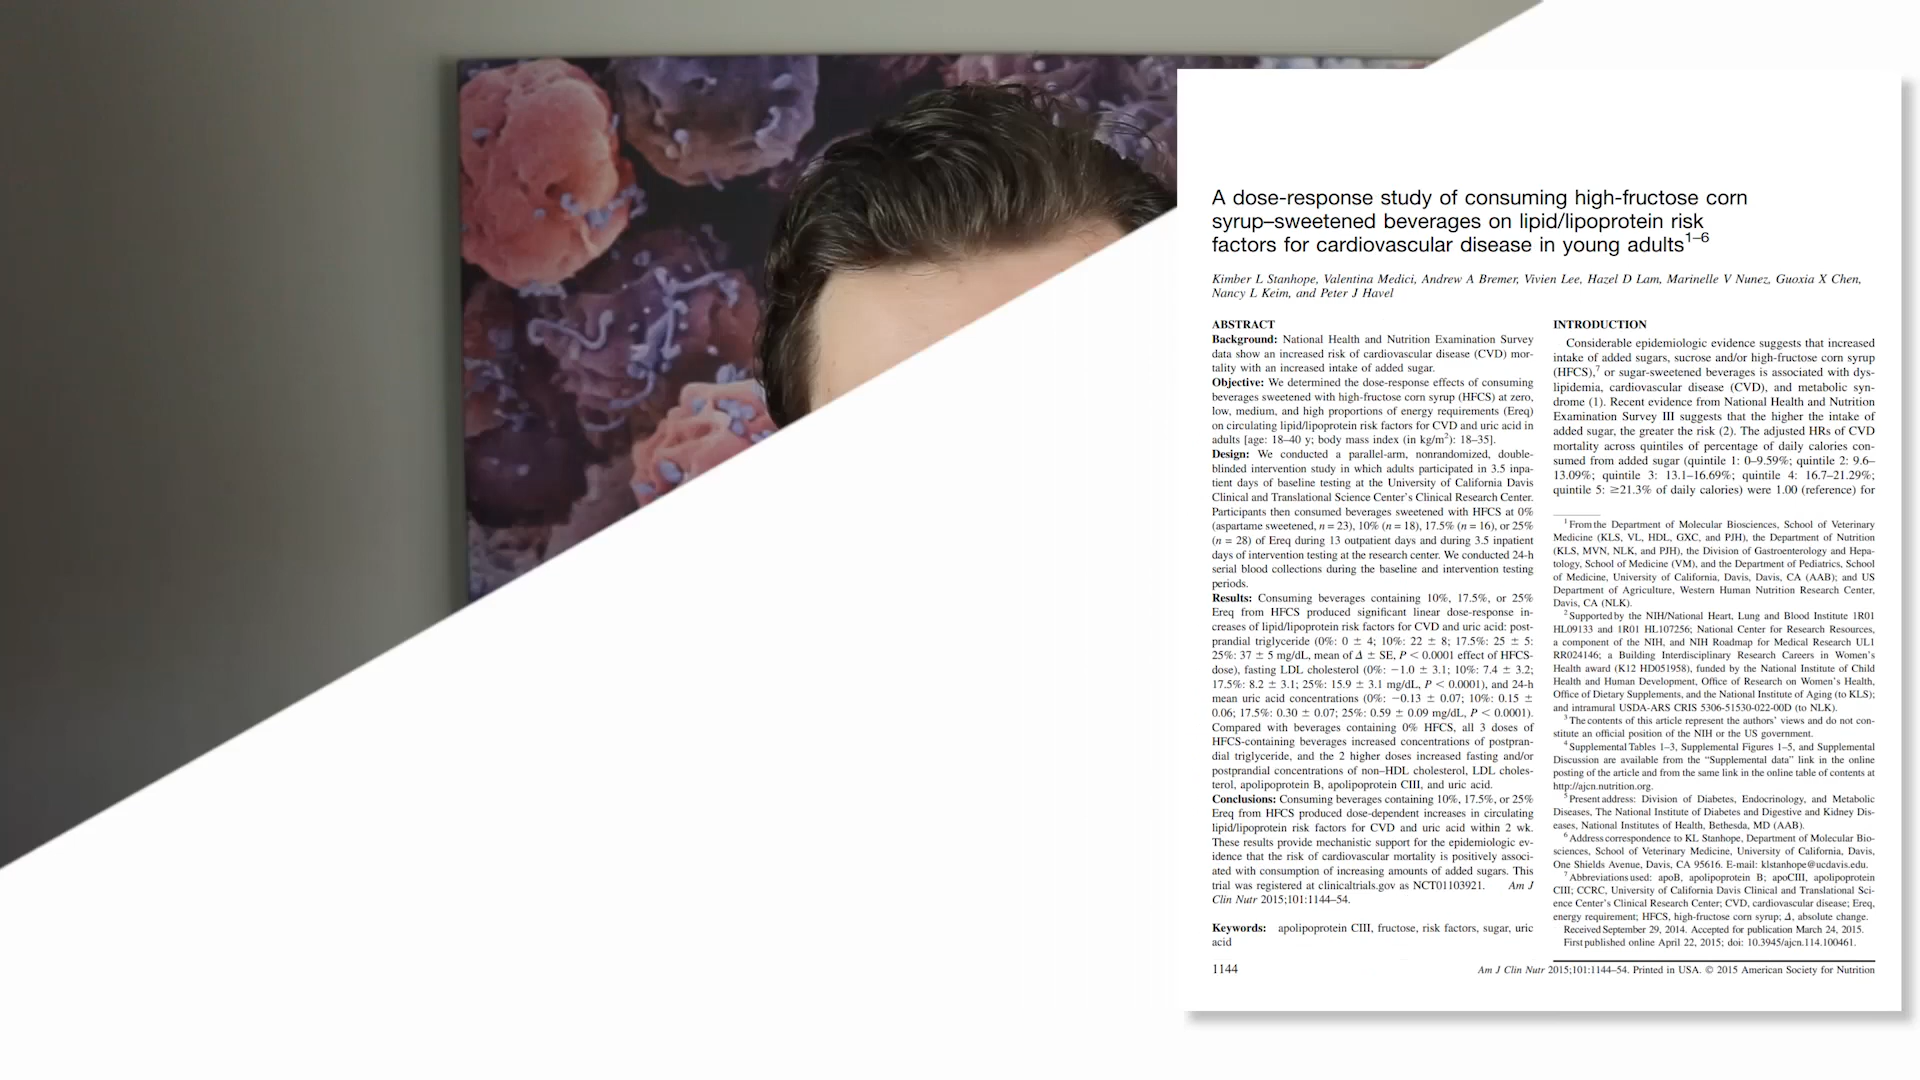 A dose-response study of consuming high-fructose corn
syrup–sweetened beverages on lipid/lipoprotein risk
factors for cardiovascular disease in young adults1–6
Kimber L Stanhope, Valentina Medici, Andrew A Bremer, Vivien Lee, Hazel D Lam, Marinelle V Nunez, Guoxia X Chen,
Nancy L Keim, and Peter J Havel
ABSTRACT
Background: National Health and Nutrition Examination Survey
data show an increased risk of cardiovascular disease (CVD) mor-
tality with an increased intake of added sugar.
Objective: We determined the dose-response effects of consuming
beverages sweetened with high-fructose corn syrup (HFCS) at zero,
low, medium, and high proportions of energy requirements (Ereq)
on circulating lipid/lipoprotein risk factors for CVD and uric acid in
adults [age: 18–40 y; body mass index (in kg/m2): 18–35].
Design: We conducted a parallel-arm, nonrandomized, double-
blinded intervention study in which adults participated in 3.5 inpa-
tient days of baseline testing at the University of California Davis
Clinical and Translational Science Center's Clinical Research Center.
Participants then consumed beverages sweetened with HFCS at 0%
(aspartame sweetened, n = 23), 10% (n = 18), 17.5% (n = 16), or 25%
(n = 28) of Ereq during 13 outpatient days and during 3.5 inpatient
days of intervention testing at the research center. We conducted 24-h
serial blood collections during the baseline and intervention testing
periods.
Results: Consuming beverages containing 10%, 17.5%, or 25%
Ereq from HFCS produced significant linear dose-response in-
creases of lipid/lipoprotein risk factors for CVD and uric acid: post-
prandial triglyceride (0%: 0 ± 4; 10%: 22 ± 8; 17.5%: 25 ± 5:
25%: 37 ± 5 mg/dL, mean of Δ ± SE, P < 0.0001 effect of HFCS-
dose), fasting LDL cholesterol (0%: −1.0 ± 3.1; 10%: 7.4 ± 3.2;
17.5%: 8.2 ± 3.1; 25%: 15.9 ± 3.1 mg/dL, P < 0.0001), and 24-h
mean uric acid concentrations (0%: −0.13 ± 0.07; 10%: 0.15 ±
0.06; 17.5%: 0.30 ± 0.07; 25%: 0.59 ± 0.09 mg/dL, P < 0.0001).
Compared with beverages containing 0% HFCS, all 3 doses of
HFCS-containing beverages increased concentrations of postpran-
dial triglyceride, and the 2 higher doses increased fasting and/or
postprandial concentrations of non–HDL cholesterol, LDL choles-
terol, apolipoprotein B, apolipoprotein CIII, and uric acid.
Conclusions: Consuming beverages containing 10%, 17.5%, or 25%
Ereq from HFCS produced dose-dependent increases in circulating
lipid/lipoprotein risk factors for CVD and uric acid within 2 wk.
These results provide mechanistic support for the epidemiologic ev-
idence that the risk of cardiovascular mortality is positively associ-
ated with consumption of increasing amounts of added sugars. This
trial was registered at clinicaltrials.gov as NCT01103921. Am J
Clin Nutr 2015;101:1144–54.
Keywords: apolipoprotein CIII, fructose, risk factors, sugar, uric
acid
INTRODUCTION
Considerable epidemiologic evidence suggests that increased
intake of added sugars, sucrose and/or high-fructose corn syrup
(HFCS),7 or sugar-sweetened beverages is associated with dys-
lipidemia, cardiovascular disease (CVD), and metabolic syn-
drome (1). Recent evidence from National Health and Nutrition
Examination Survey III suggests that the higher the intake of
added sugar, the greater the risk (2). The adjusted HRs of CVD
mortality across quintiles of percentage of daily calories con-
sumed from added sugar (quintile 1: 0–9.59%; quintile 2: 9.6–
13.09%; quintile 3: 13.1–16.69%; quintile 4: 16.7–21.29%;
quintile 5: ≥21.3% of daily calories) were 1.00 (reference) for
1 From the Department of Molecular Biosciences, School of Veterinary
Medicine (KLS, VL, HDL, GXC, and PJH), the Department of Nutrition
(KLS, MVN, NLK, and PJH), the Division of Gastroenterology and Hepa-
tology, School of Medicine (VM), and the Department of Pediatrics, School
of Medicine, University of California, Davis, Davis, CA (AAB); and US
Department of Agriculture, Western Human Nutrition Research Center,
Davis, CA (NLK).
2 Supported by the NIH/National Heart, Lung and Blood Institute 1R01
HL09133 and 1R01 HL107256; National Center for Research Resources,
a component of the NIH, and NIH Roadmap for Medical Research UL1
RR024146; a Building Interdisciplinary Research Careers in Women's
Health award (K12 HD051958), funded by the National Institute of Child
Health and Human Development, Office of Research on Women's Health,
Office of Dietary Supplements, and the National Institute of Aging (to KLS);
and intramural USDA-ARS CRIS 5306-51530-022-00D (to NLK).
3 The contents of this article represent the authors' views and do not con-
stitute an official position of the NIH or the US government.
4 Supplemental Tables 1–3, Supplemental Figures 1–5, and Supplemental
Discussion are available from the "Supplemental data" link in the online
posting of the article and from the same link in the online table of contents at
http://ajcn.nutrition.org.
5 Present address: Division of Diabetes, Endocrinology, and Metabolic
Diseases, The National Institute of Diabetes and Digestive and Kidney Dis-
eases, National Institutes of Health, Bethesda, MD (AAB).
6 Address correspondence to KL Stanhope, Department of Molecular Bio-
sciences, School of Veterinary Medicine, University of California, Davis,
One Shields Avenue, Davis, CA 95616. E-mail: klstanhope@ucdavis.edu.
7 Abbreviations used: apoB, apolipoprotein B; apoCIII, apolipoprotein
CIII; CCRC, University of California Davis Clinical and Translational Sci-
ence Center's Clinical Research Center; CVD, cardiovascular disease; Ereq,
energy requirement; HFCS, high-fructose corn syrup; Δ, absolute change.
Received September 29, 2014. Accepted for publication March 24, 2015.
First published online April 22, 2015; doi: 10.3945/ajcn.114.100461.
1144
Am J Clin Nutr 2015;101:1144–54. Printed in USA. © 2015 American Society for Nutrition